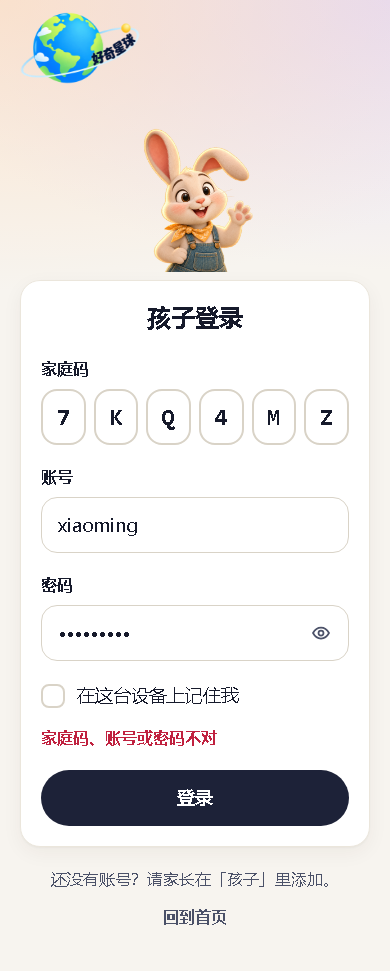 好奇星球
孩子登录
家庭码
7 K Q 4 M Z
账号
xiaoming
密码
•••••••••
在这台设备上记住我
家庭码、账号或密码不对
登录
还没有账号？请家长在「孩子」里添加。
回到首页